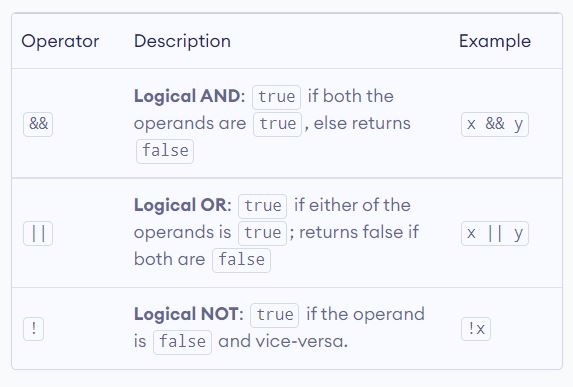 Operator Description Example
Logical AND: true if both the
&& operands are true, else returns x && y
false
Logical OR: true if either of the
|| operands is true; returns false if x || y
both are false
Logical NOT: true if the operand
! is false and vice-versa. !x